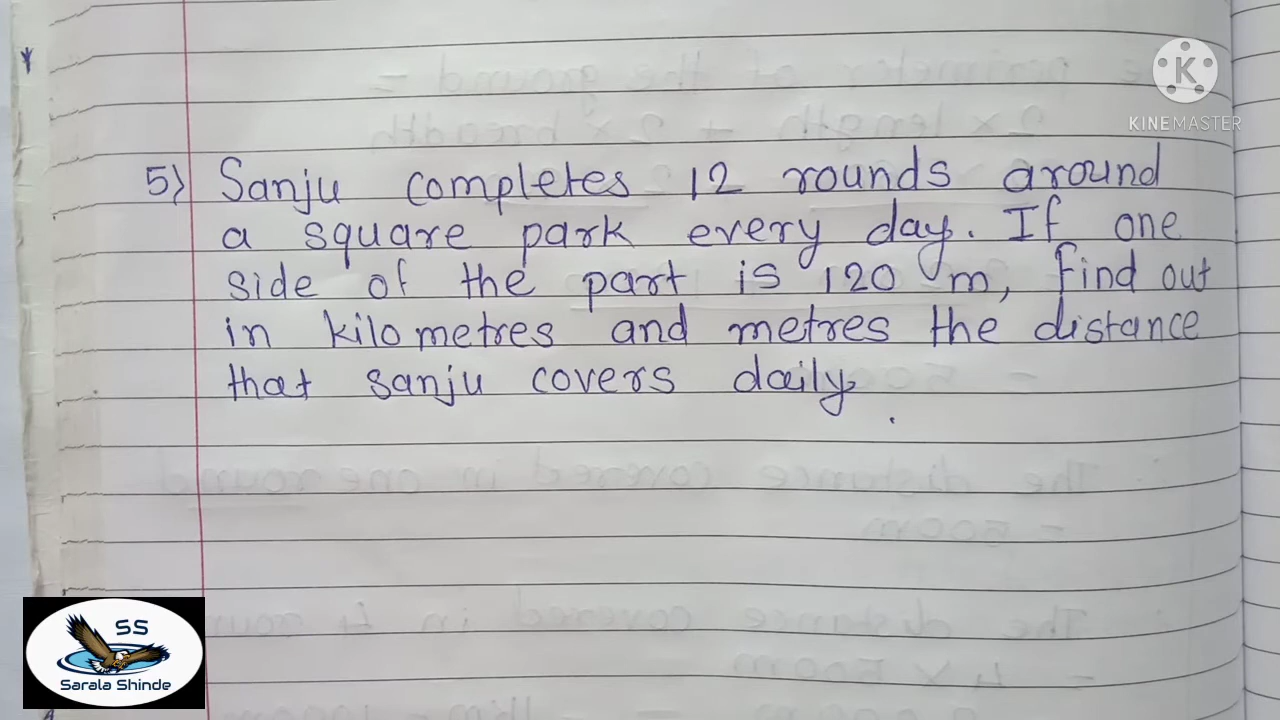 KINEMASTER
5) Sanju completes 12 rounds around
a square park every day. If one
side of the part is 120 m, find out
in kilometres and metres the distance
that sanju covers daily.
SS
Sarala Shinde